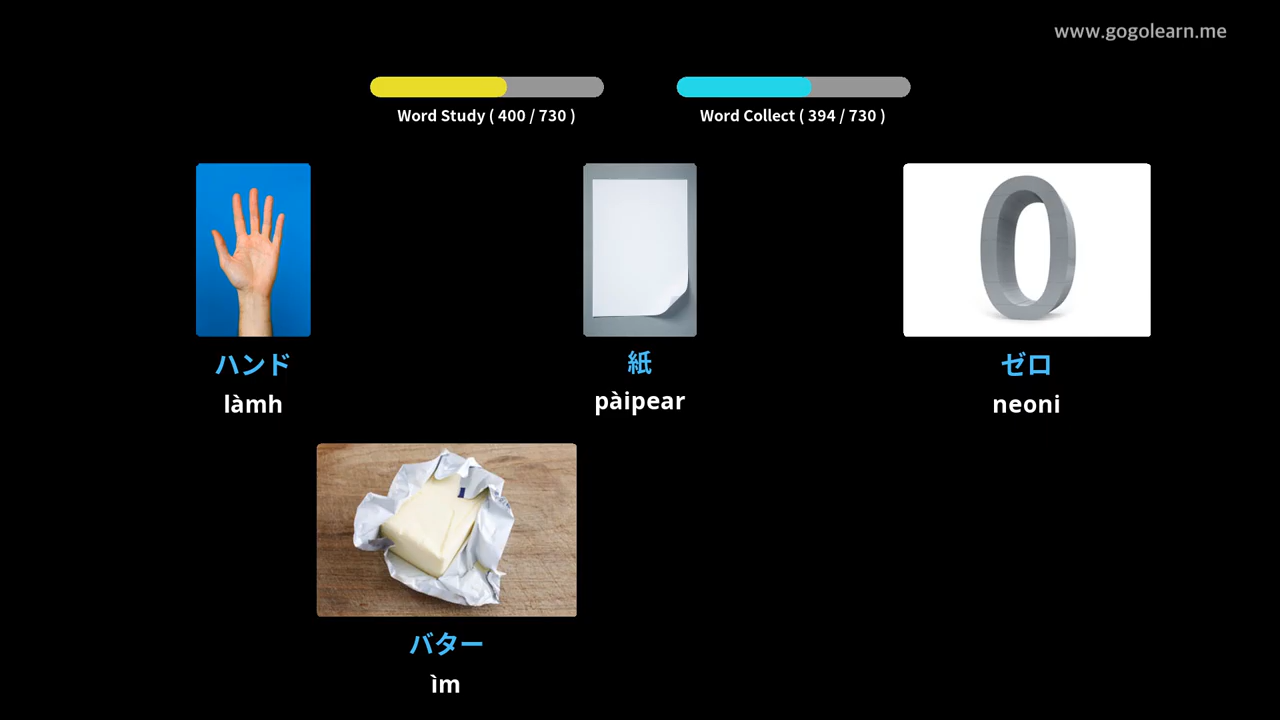 www.gogolearn.me
Word Study ( 400 / 730 )
Word Collect ( 394 / 730 )
ハンド
làmh
紙
pàipear
ゼロ
neoni
バター
ìm